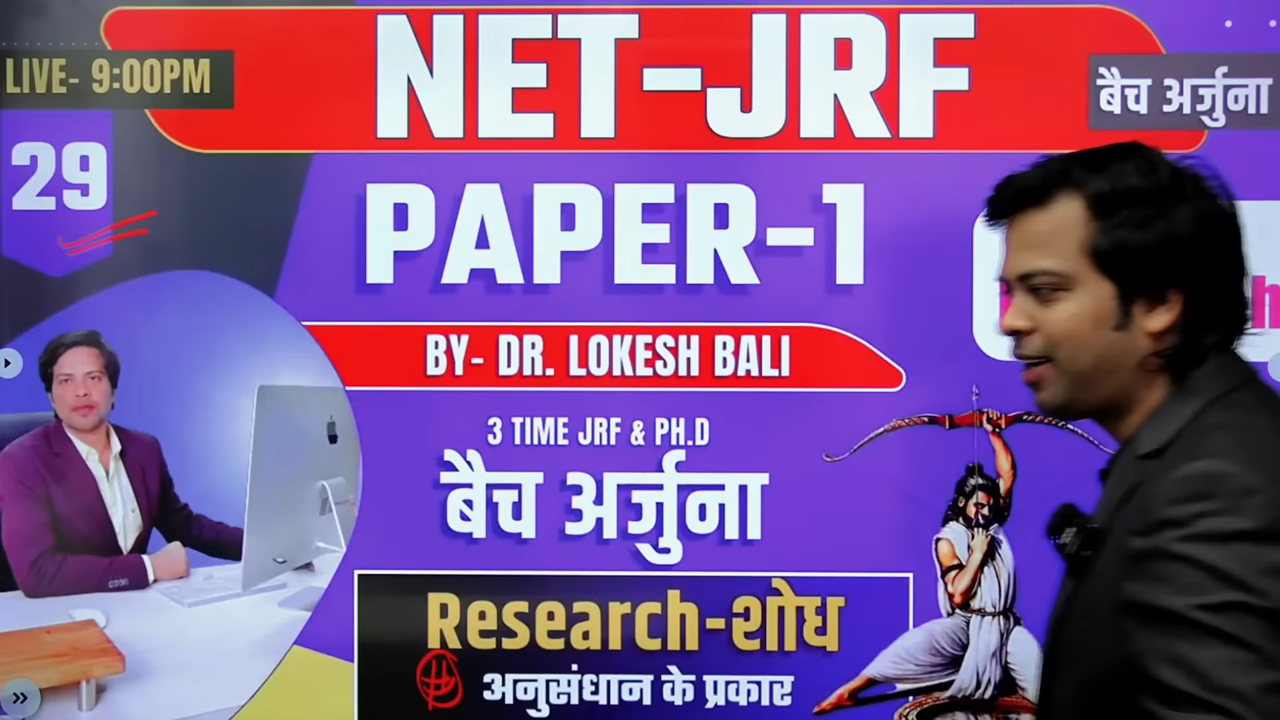 NET-JRF
LIVE- 9:00PM
बैच अर्जुना
29
PAPER-1
BY- DR. LOKESH BALI
3 TIME JRF & PH.D
बैच अर्जुना
Research-शोध
अनुसंधान के प्रकार